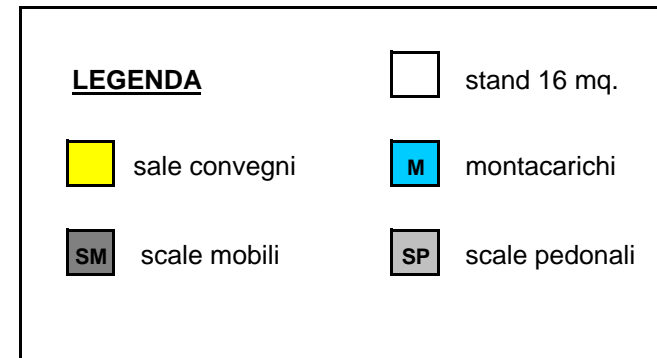 LEGENDA
stand 16 mq.
sale convegni
M montacarichi
SM scale mobili
SP scale pedonali